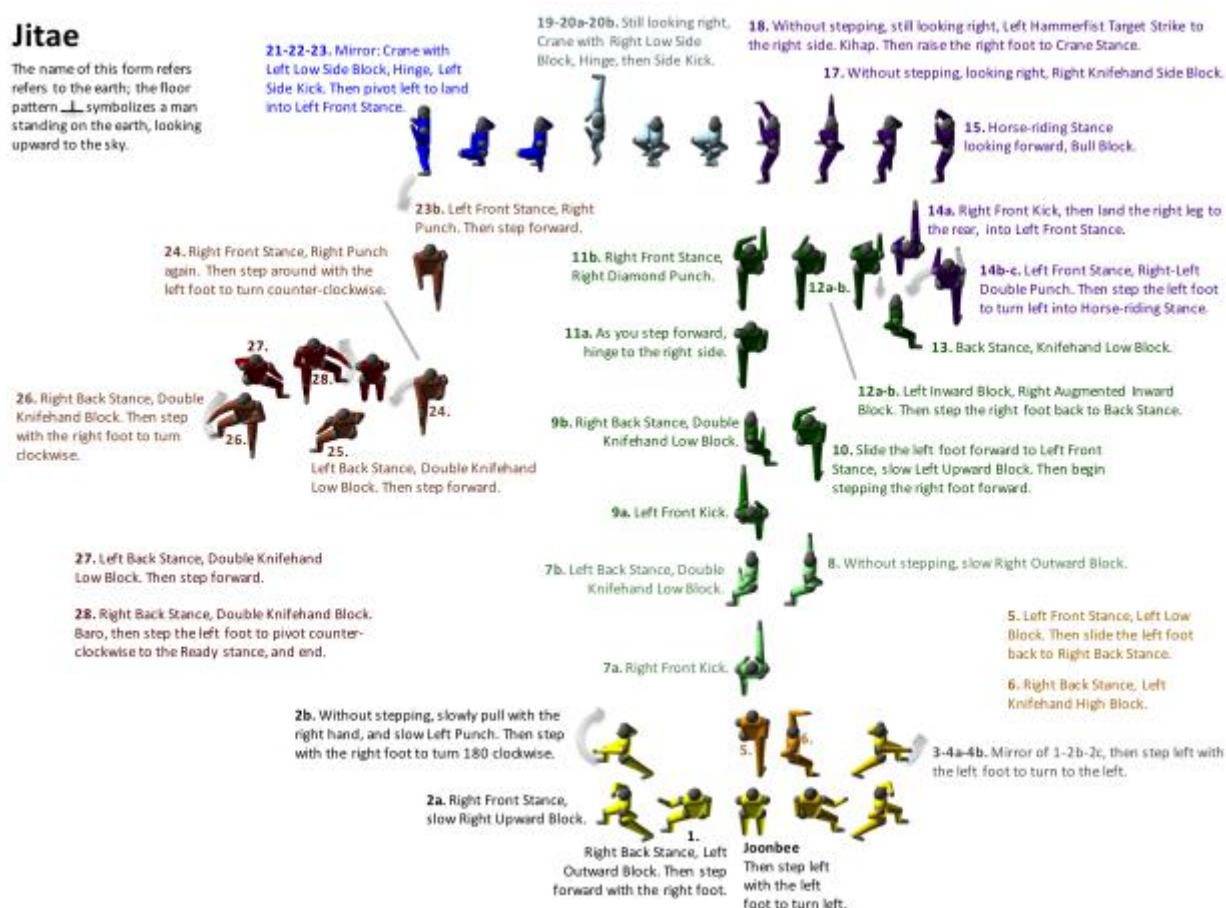 Jitae
The name of this form refers
refers to the earth; the floor
pattern symbolizes a man
standing on the earth, looking
upward to the sky.
21-22-23. Mirror: Crane with
Left Low Side Block, Hinge, Left
Side Kick. Then pivot left to land
into Left Front Stance.
19-20a-20b. Still looking right,
Crane with Right Low Side
Block, Hinge, then Side Kick.
18. Without stepping, still looking right, Left Hammerfist Target Strike to
the right side. Kihap. Then raise the right foot to Crane Stance.
17. Without stepping, looking right, Right Knifehand Side Block.
15. Horse-riding Stance
looking forward, Bull Block.
23b. Left Front Stance, Right
Punch. Then step forward.
14a. Right Front Kick, then land the right leg to
the rear, into Left Front Stance.
24. Right Front Stance, Right Punch
again. Then step around with the
left foot to turn counter-clockwise.
11b. Right Front Stance,
Right Diamond Punch.
12a-b.
14b-c. Left Front Stance, Right-Left
Double Punch. Then step the left foot
to turn left into Horse-riding Stance.
11a. As you step forward,
hinge to the right side.
13. Back Stance, Knifehand Low Block.
27.
28.
24.
26. Right Back Stance, Double
Knifehand Block. Then step
with the right foot to turn
clockwise.
26.
25.
Left Back Stance, Double Knifehand
Low Block. Then step forward.
12a-b. Left Inward Block, Right Augmented Inward
Block. Then step the right foot back to Back Stance.
9b. Right Back Stance, Double
Knifehand Low Block.
10. Slide the left foot forward to Left Front
Stance, slow Left Upward Block. Then begin
stepping the right foot forward.
9a. Left Front Kick.
27. Left Back Stance, Double Knifehand
Low Block. Then step forward.
7b. Left Back Stance, Double
Knifehand Low Block.
8. Without stepping, slow Right Outward Block.
28. Right Back Stance, Double Knifehand Block.
Baro, then step the left foot to pivot counter-
clockwise to the Ready stance, and end.
5. Left Front Stance, Left Low
Block. Then slide the left foot
back to Right Back Stance.
7a. Right Front Kick.
6. Right Back Stance, Left
Knifehand High Block.
2b. Without stepping, slowly pull with the
right hand, and slow Left Punch. Then step
with the right foot to turn 180 clockwise.
5.
6.
3-4a-4b. Mirror of 1-2b-2c, then step left with
the left foot to turn to the left.
2a. Right Front Stance,
slow Right Upward Block.
1.
Right Back Stance, Left
Outward Block. Then step
forward with the right foot.
Joonbee
Then step left
with the left
foot to turn left.